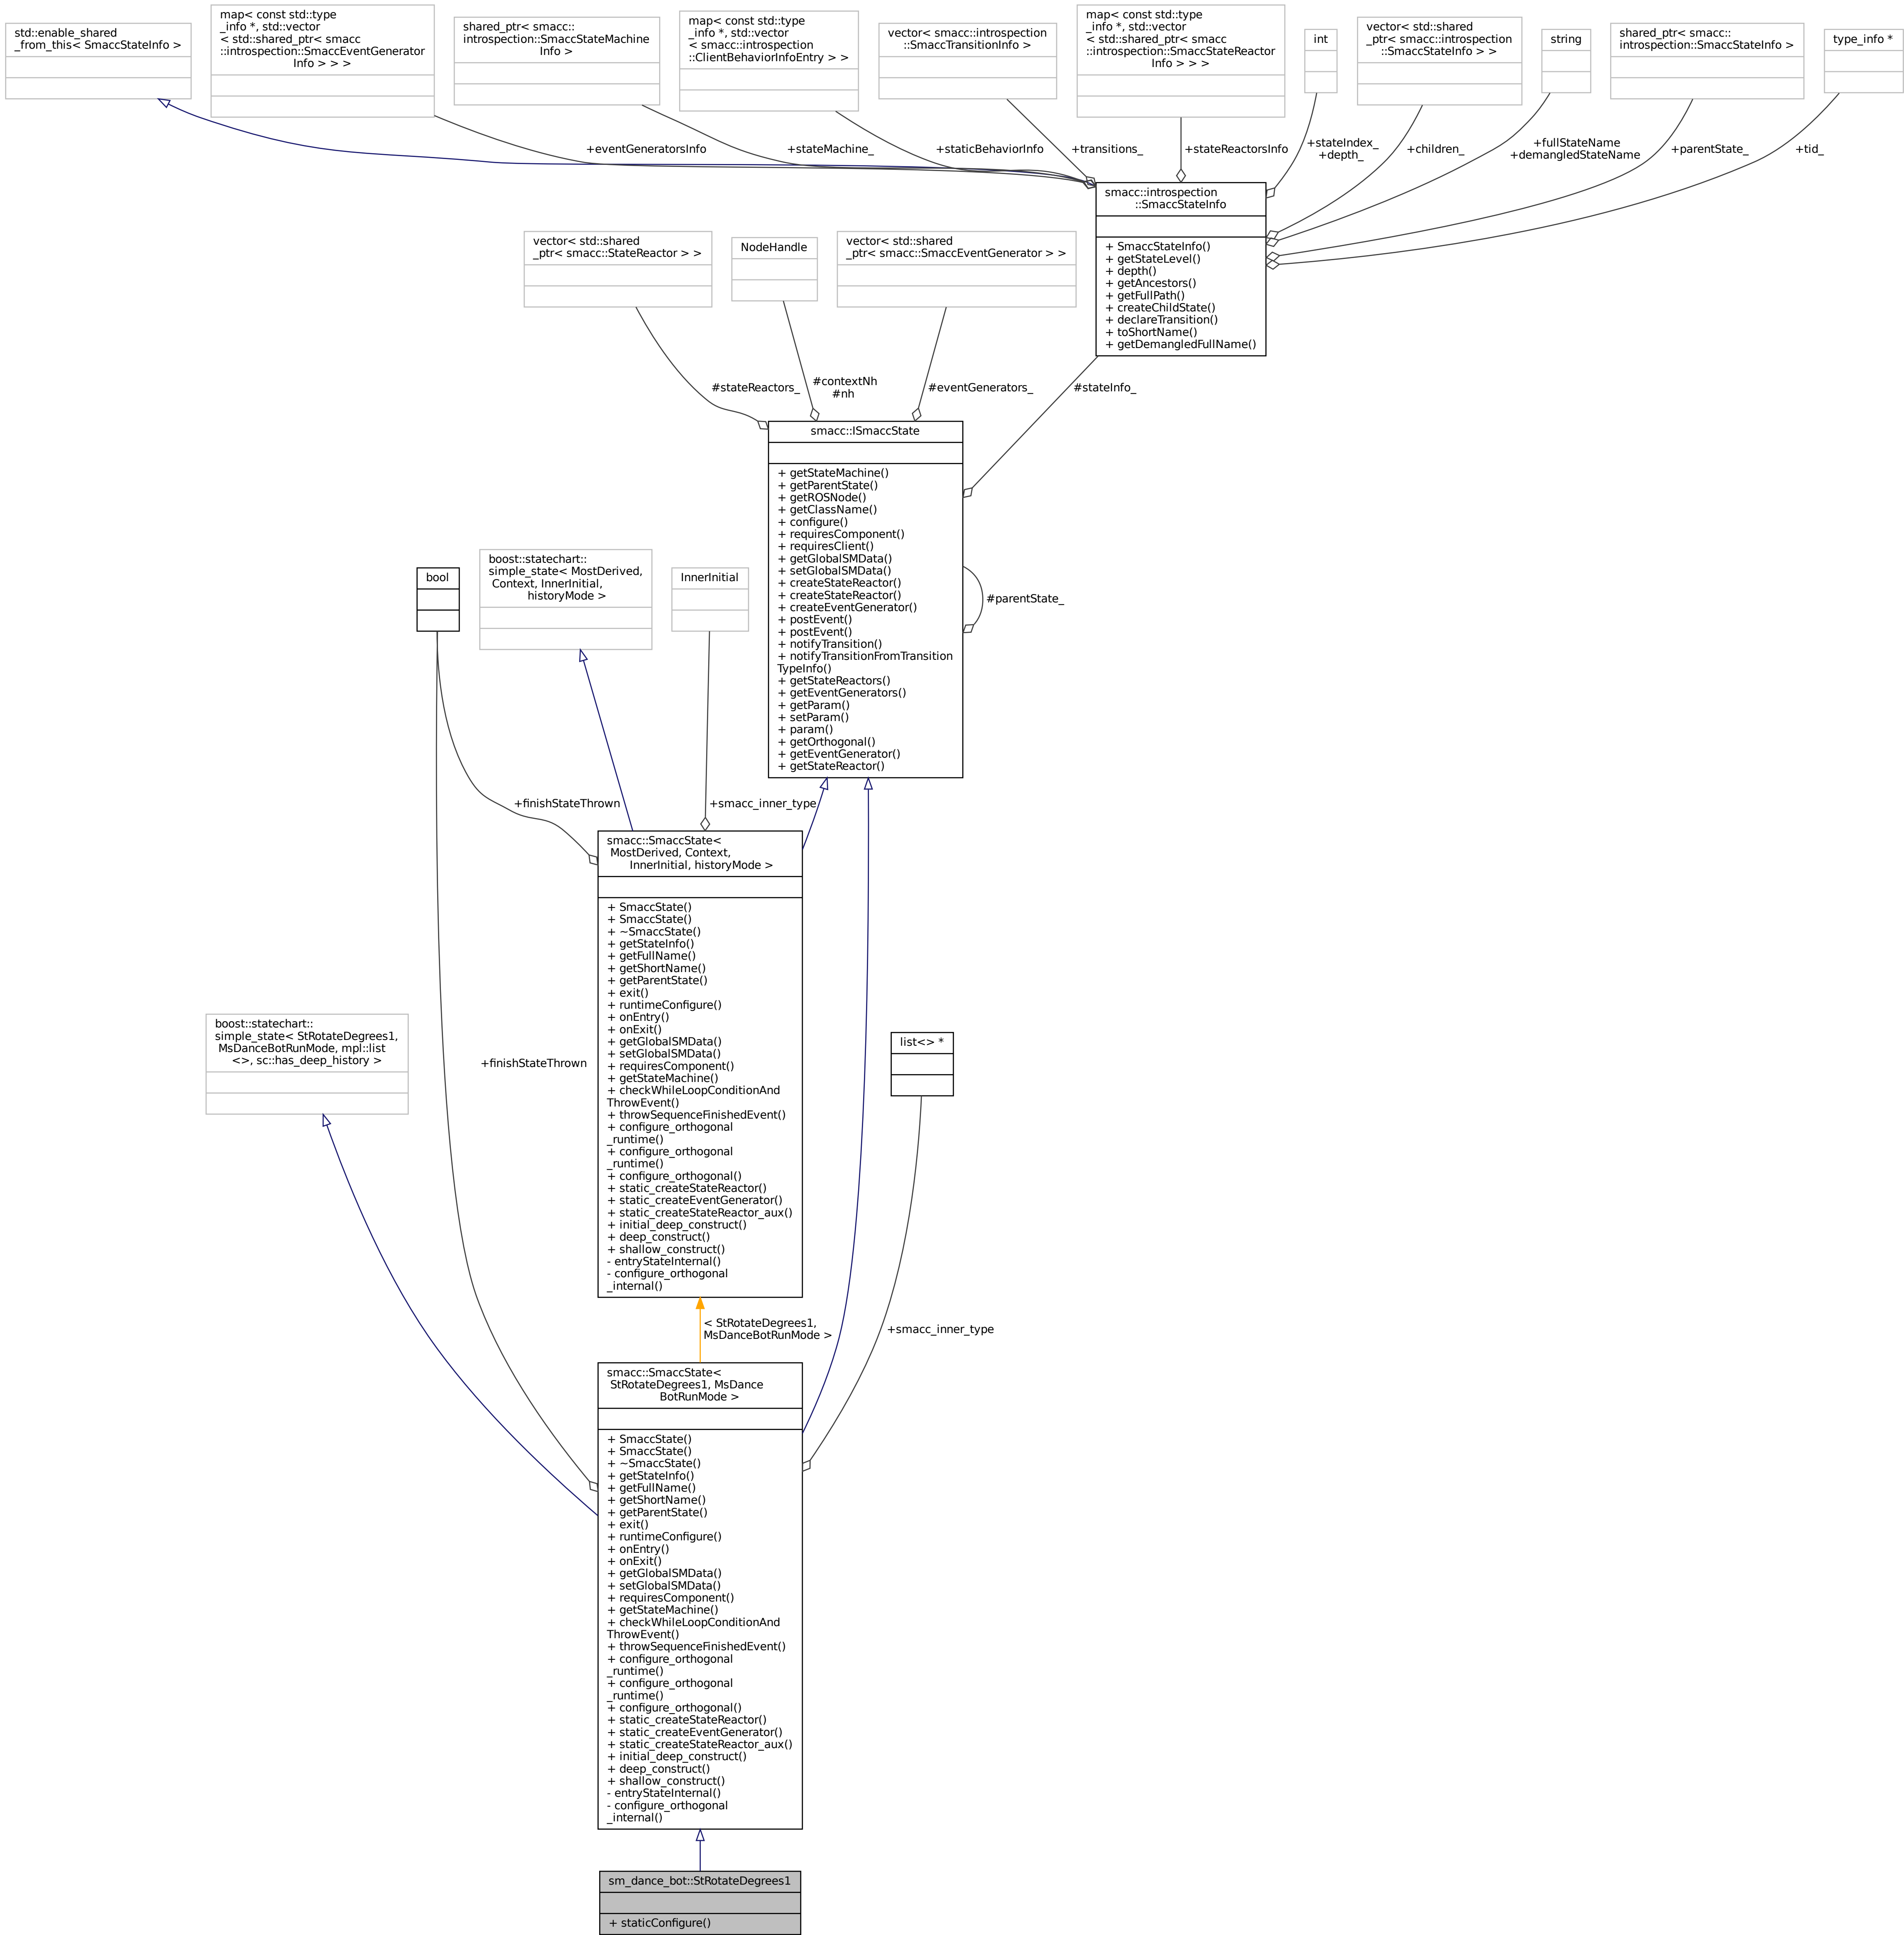 std::enable_shared
_from_this< SmaccStateInfo >
map< const std::type
_info *, std::vector
< std::shared_ptr< smacc
::introspection::SmaccEventGenerator
Info > > >
shared_ptr< smacc::
introspection::SmaccStateMachine
Info >
map< const std::type
_info *, std::vector
< smacc::introspection
::ClientBehaviorInfoEntry > >
vector< smacc::introspection
::SmaccTransitionInfo >
map< const std::type
_info *, std::vector
< std::shared_ptr< smacc
::introspection::SmaccStateReactor
Info > > >
int
vector< std::shared
_ptr< smacc::introspection
::SmaccStateInfo > >
string
shared_ptr< smacc::
introspection::SmaccStateInfo >
type_info *
+eventGeneratorsInfo
+stateMachine_
+staticBehaviorInfo
+transitions_
+stateReactorsInfo
+stateIndex_
+depth_
+children_
+fullStateName
+demangledStateName
+parentState_
+tid_
smacc::introspection
::SmaccStateInfo
+ SmaccStateInfo()
+ getStateLevel()
+ depth()
+ getAncestors()
+ getFullPath()
+ createChildState()
+ declareTransition()
+ toShortName()
+ getDemangledFullName()
vector< std::shared
_ptr< smacc::StateReactor > >
NodeHandle
vector< std::shared
_ptr< smacc::SmaccEventGenerator > >
#stateReactors_
#contextNh
#nh
#eventGenerators_
#stateInfo_
smacc::ISmaccState
+ getStateMachine()
+ getParentState()
+ getROSNode()
+ getClassName()
+ configure()
+ requiresComponent()
+ requiresClient()
+ getGlobalSMData()
+ setGlobalSMData()
+ createStateReactor()
+ createStateReactor()
+ createEventGenerator()
+ postEvent()
+ postEvent()
+ notifyTransition()
+ notifyTransitionFromTransition
TypeInfo()
+ getStateReactors()
+ getEventGenerators()
+ getParam()
+ setParam()
+ param()
+ getOrthogonal()
+ getEventGenerator()
+ getStateReactor()
#parentState_
bool
boost::statechart::
simple_state< MostDerived,
Context, InnerInitial,
historyMode >
InnerInitial
+finishStateThrown
+smacc_inner_type
smacc::SmaccState<
MostDerived, Context,
InnerInitial, historyMode >
+ SmaccState()
+ SmaccState()
+ ~SmaccState()
+ getStateInfo()
+ getFullName()
+ getShortName()
+ getParentState()
+ exit()
+ runtimeConfigure()
+ onEntry()
+ onExit()
+ getGlobalSMData()
+ setGlobalSMData()
+ requiresComponent()
+ getStateMachine()
+ checkWhileLoopConditionAnd
ThrowEvent()
+ throwSequenceFinishedEvent()
+ configure_orthogonal
_runtime()
+ configure_orthogonal
_runtime()
+ configure_orthogonal()
+ static_createStateReactor()
+ static_createEventGenerator()
+ static_createStateReactor_aux()
+ initial_deep_construct()
+ deep_construct()
+ shallow_construct()
- entryStateInternal()
- configure_orthogonal
_internal()
boost::statechart::
simple_state< StRotateDegrees1,
MsDanceBotRunMode, mpl::list
<>, sc::has_deep_history >
+finishStateThrown
list<> *
< StRotateDegrees1,
MsDanceBotRunMode >
+smacc_inner_type
smacc::SmaccState<
StRotateDegrees1, MsDance
BotRunMode >
+ SmaccState()
+ SmaccState()
+ ~SmaccState()
+ getStateInfo()
+ getFullName()
+ getShortName()
+ getParentState()
+ exit()
+ runtimeConfigure()
+ onEntry()
+ onExit()
+ getGlobalSMData()
+ setGlobalSMData()
+ requiresComponent()
+ getStateMachine()
+ checkWhileLoopConditionAnd
ThrowEvent()
+ throwSequenceFinishedEvent()
+ configure_orthogonal
_runtime()
+ configure_orthogonal
_runtime()
+ configure_orthogonal()
+ static_createStateReactor()
+ static_createEventGenerator()
+ static_createStateReactor_aux()
+ initial_deep_construct()
+ deep_construct()
+ shallow_construct()
- entryStateInternal()
- configure_orthogonal
_internal()
sm_dance_bot::StRotateDegrees1
+ staticConfigure()